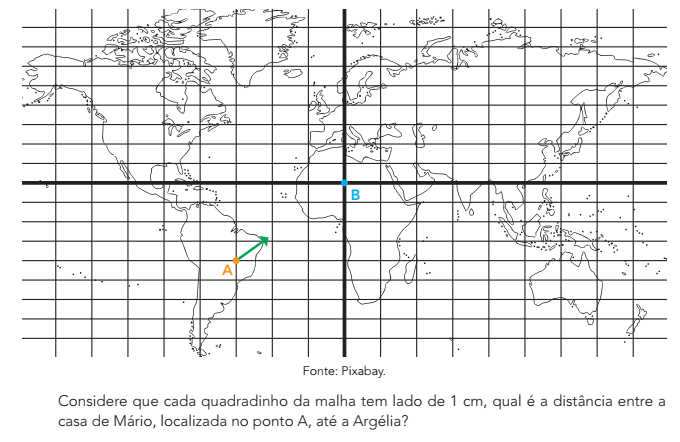 B
A
Fonte: Pixabay.
Considere que cada quadradinho da malha tem lado de 1 cm, qual é a distância entre a
casa de Mário, localizada no ponto A, até a Argélia?